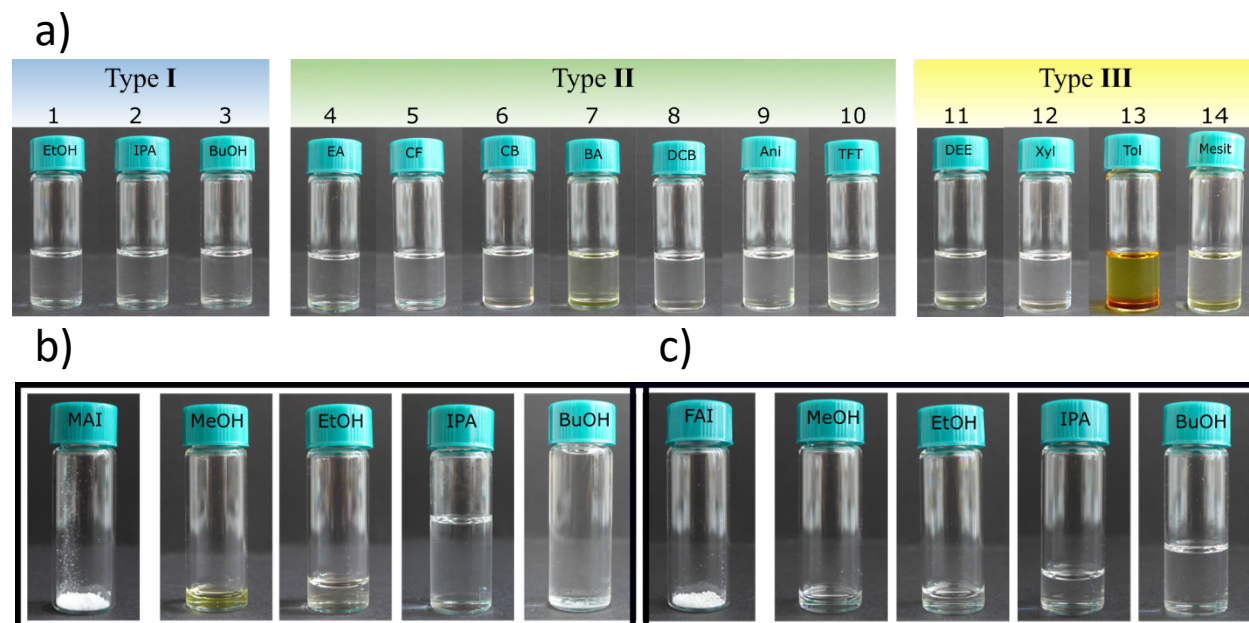 a)
Type I
Type II
Type III
1 2 3 4 5 6 7 8 9 10 11 12 13 14
EtOH IPA BuOH EA CF CB BA DCB Ani TFT DEE Xyl Tol Mesit
b)
c)
MAI MeOH EtOH IPA BuOH
FAI MeOH EtOH IPA BuOH